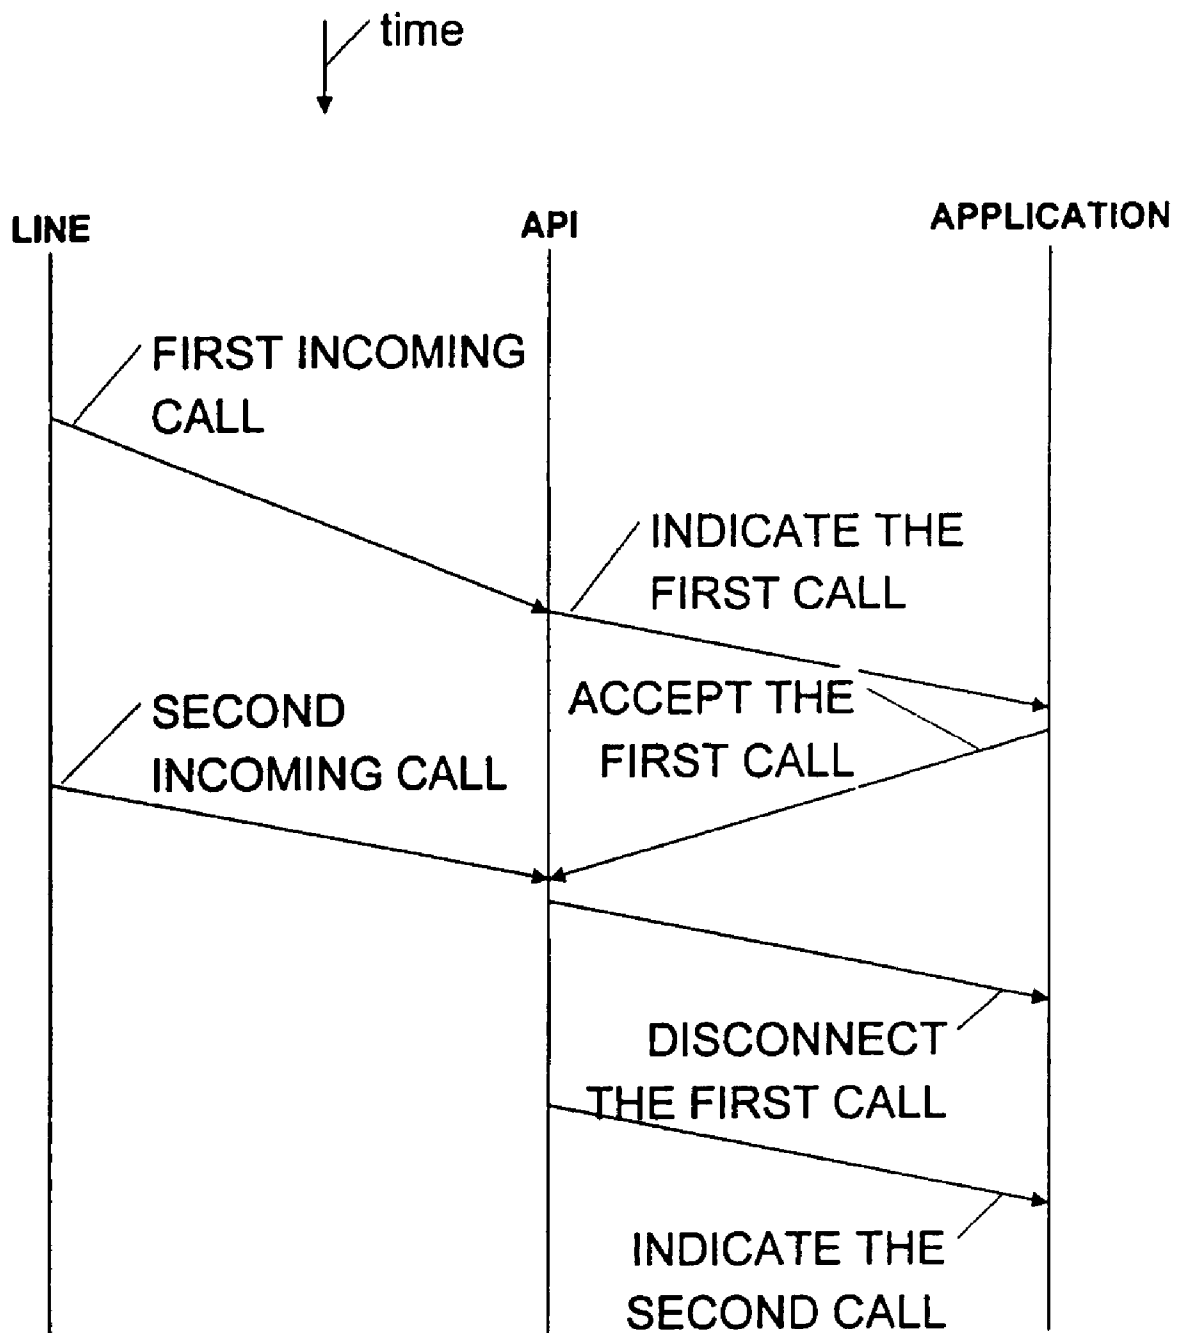 time
LINE
API
APPLICATION
FIRST INCOMING
CALL
INDICATE THE
FIRST CALL
SECOND
INCOMING CALL
ACCEPT THE
FIRST CALL
DISCONNECT
THE FIRST CALL
INDICATE THE
SECOND CALL